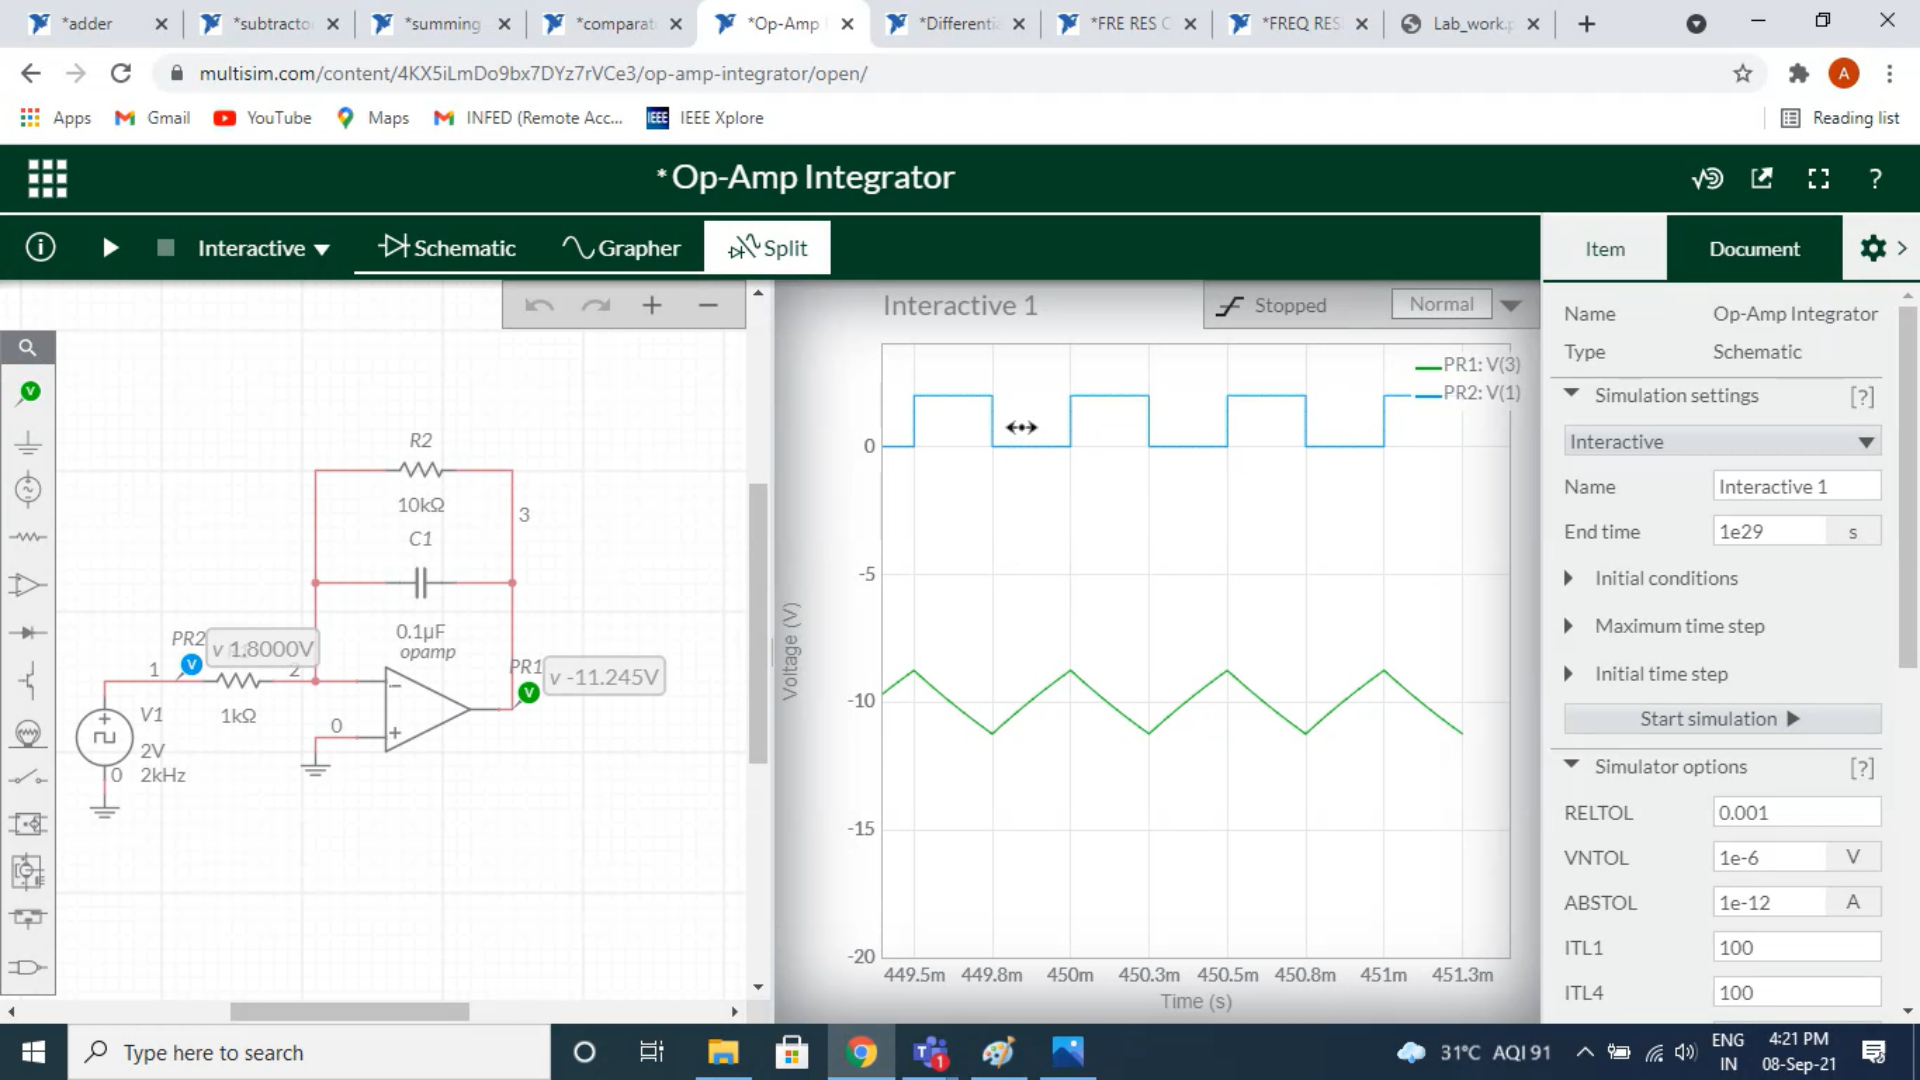 *adder
*subtracto
*summing
*comparat
*Op-Amp
*Differenti
*FRE RES C
*FREQ RES
Lab_work.p
multisim.com/content/4KX5iLmDo9bx7DYz7rVCe3/op-amp-integrator/open/
A
Apps
Gmail
YouTube
Maps
INFED (Remote Acc...
IEEE
IEEE Xplore
Reading list
* Op-Amp Integrator
?
Interactive
Schematic
Grapher
Split
Item
Document
Interactive 1
Stopped
Normal
PR1: V(3)
PR2: V(1)
0
-5
-10
-15
-20
Voltage (V)
449.5m 449.8m 450m 450.3m 450.5m 450.8m 451m 451.3m
Time (s)
R2
10kΩ
3
C1
0.1µF
opamp
PR2
v 1.8000V
V
1
2
1kΩ
0
PR1
v -11.245V
V
V1
2V
2kHz
0
V
Name Op-Amp Integrator
Type Schematic
Simulation settings [?]
Interactive
Name Interactive 1
End time 1e29 s
Initial conditions
Maximum time step
Initial time step
Start simulation
Simulator options [?]
RELTOL 0.001
VNTOL 1e-6 V
ABSTOL 1e-12 A
ITL1 100
ITL4 100
Type here to search
1
31°C AQI 91
ENG
IN
4:21 PM
08-Sep-21